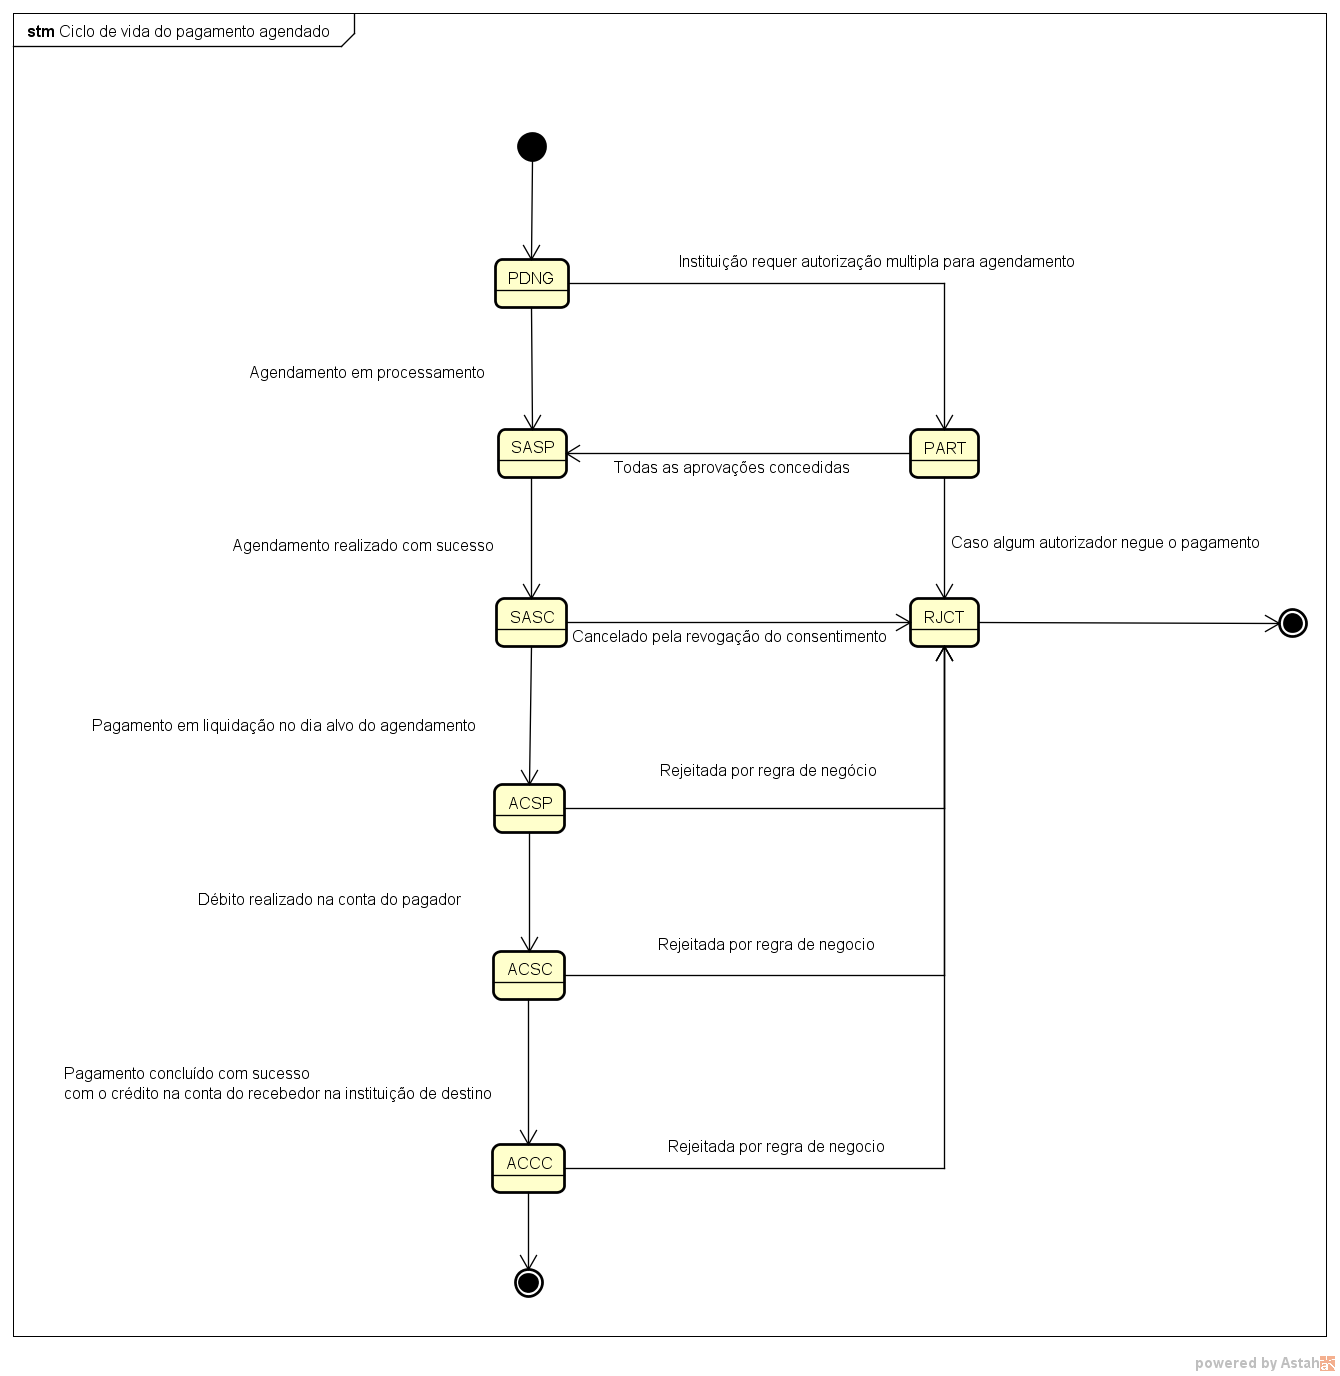 stm Ciclo de vida do pagamento agendado
PDNG
Instituição requer autorização multipla para agendamento
Agendamento em processamento
SASP
PART
Todas as aprovações concedidas
Agendamento realizado com sucesso
Caso algum autorizador negue o pagamento
SASC
RJCT
Cancelado pela revogação do consentimento
Pagamento em liquidação no dia alvo do agendamento
Rejeitada por regra de negócio
ACSP
Débito realizado na conta do pagador
Rejeitada por regra de negocio
ACSC
Pagamento concluído com sucesso
com o crédito na conta do recebedor na instituição de destino
Rejeitada por regra de negocio
ACCC
powered by Astah